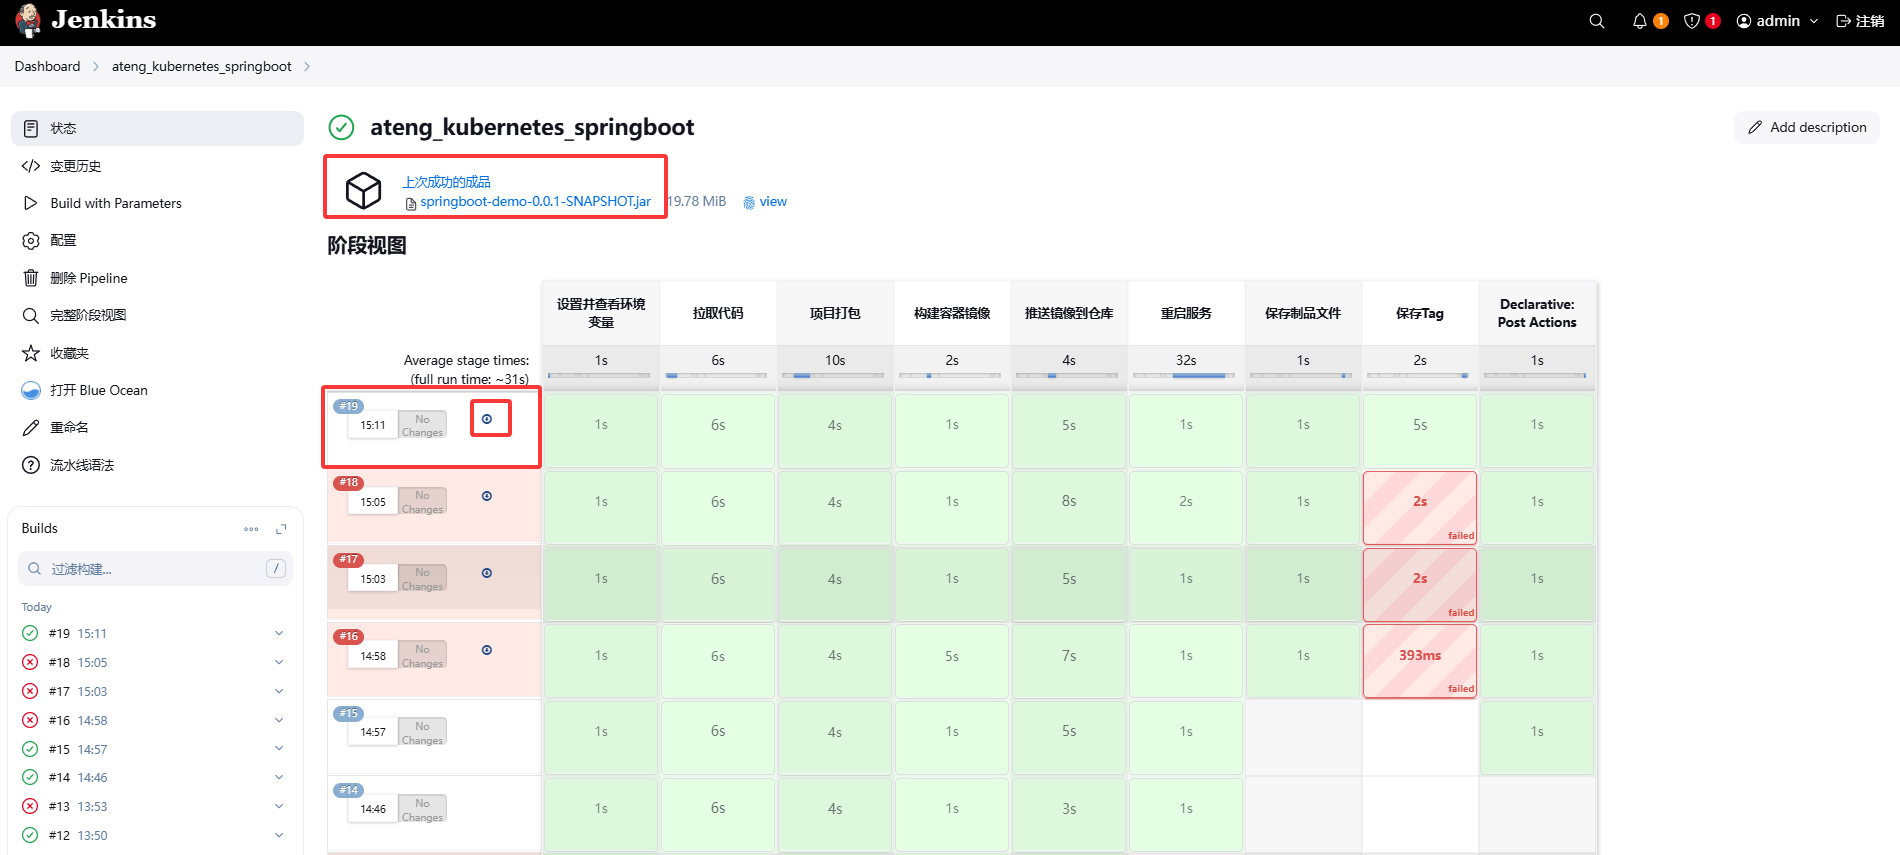 Jenkins
1
1
admin
注销
Dashboard
ateng_kubernetes_springboot
状态
变更历史
Build with Parameters
配置
删除 Pipeline
完整阶段视图
收藏夹
打开 Blue Ocean
重命名
流水线语法
Builds
过滤构建...
/
Today
#19 15:11
#18 15:05
#17 15:03
#16 14:58
#15 14:57
#14 14:46
#13 13:53
#12 13:50
ateng_kubernetes_springboot
Add description
上次成功的成品
springboot-demo-0.0.1-SNAPSHOT.jar 19.78 MiB view
阶段视图
设置并查看环境
变量
拉取代码
项目打包
构建容器镜像
推送镜像到仓库
重启服务
保存制品文件
保存Tag
Declarative:
Post Actions
Average stage times:
(full run time: ~31s)
1s 6s 10s 2s 4s 32s 1s 2s 1s
#19
15:11
No
Changes
1s 6s 4s 1s 5s 1s 1s 5s 1s
#18
15:05
No
Changes
1s 6s 4s 1s 8s 2s 1s 2s 1s
failed
#17
15:03
No
Changes
1s 6s 4s 1s 5s 1s 1s 2s 1s
failed
#16
14:58
No
Changes
1s 6s 4s 5s 7s 1s 1s 393ms 1s
failed
#15
14:57
No
Changes
1s 6s 4s 1s 5s 1s 1s
#14
14:46
No
Changes
1s 6s 4s 1s 3s 1s